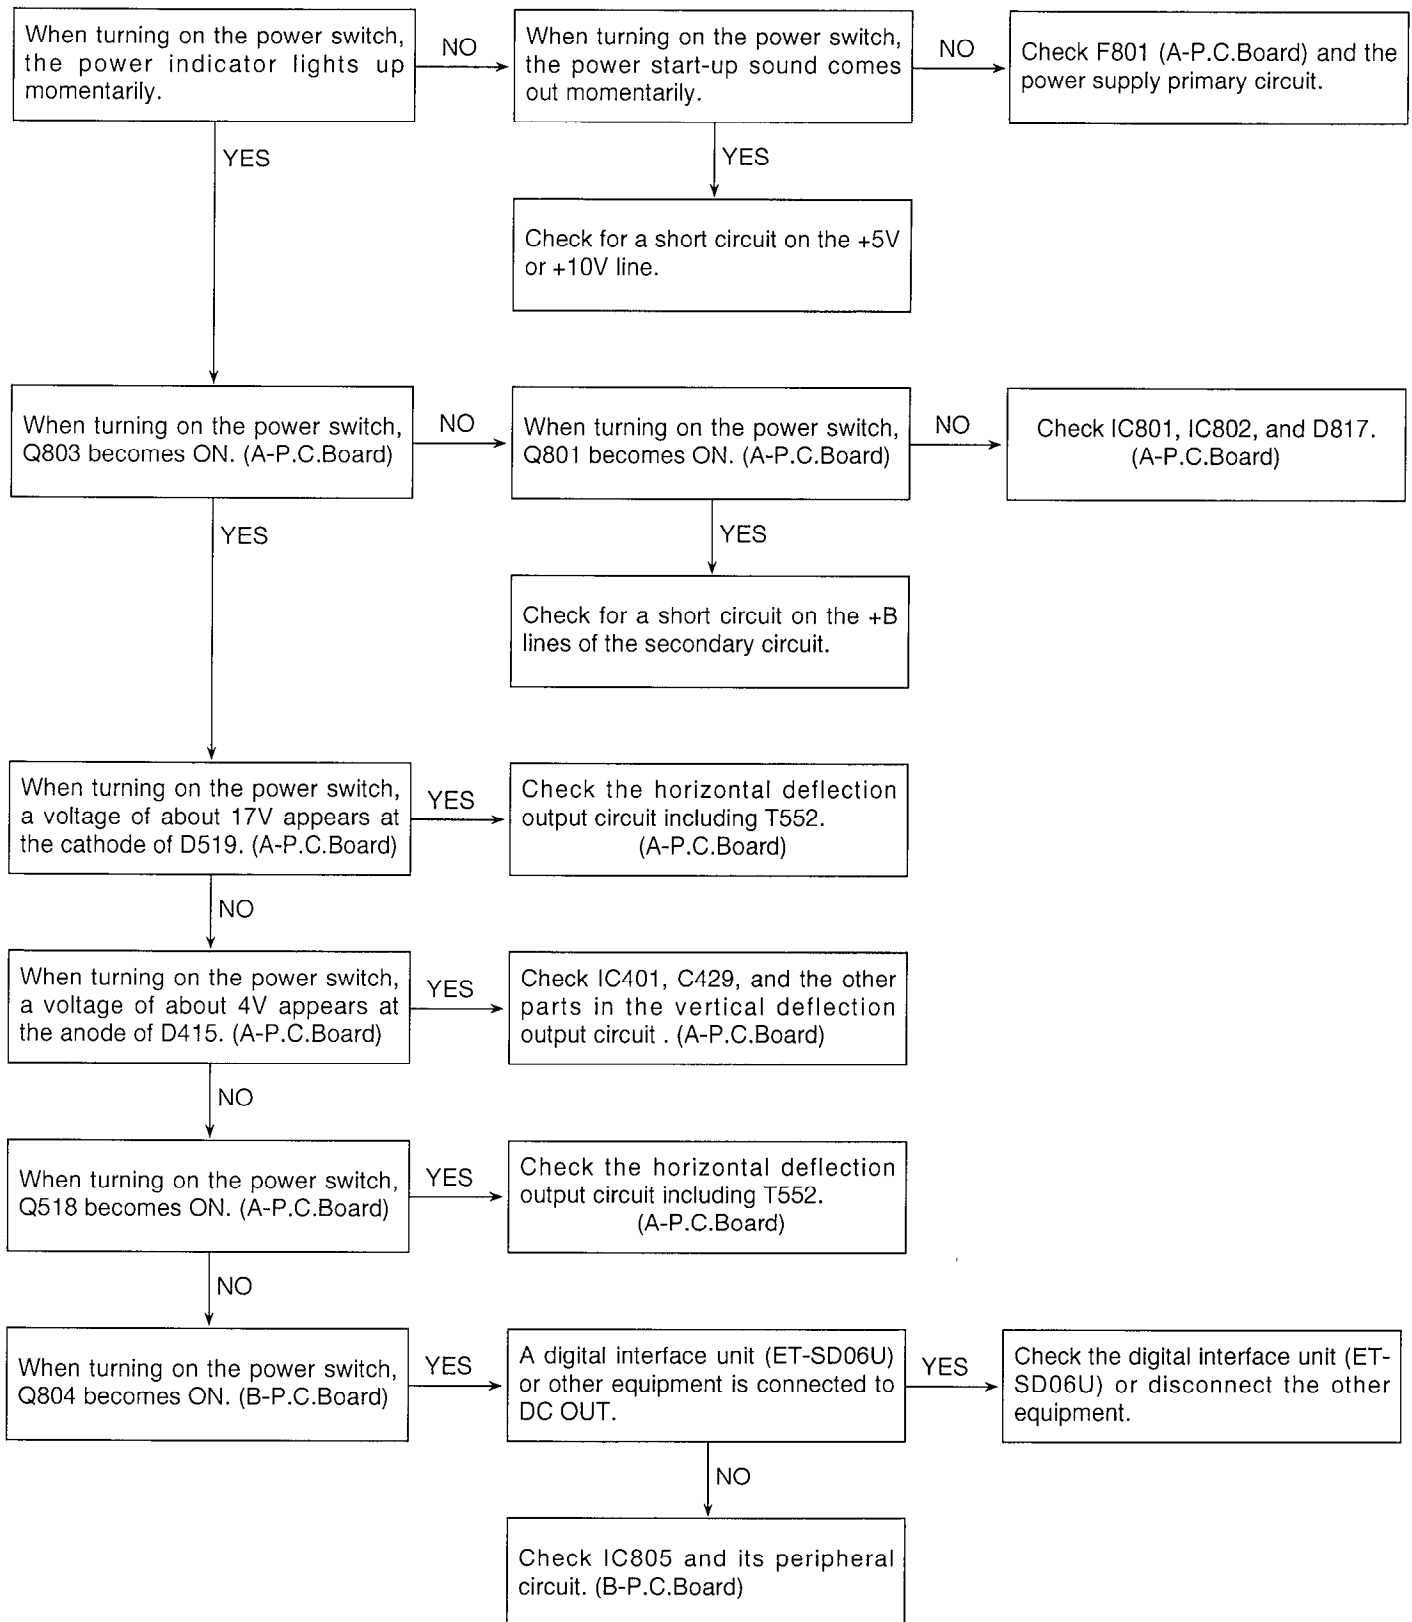 When turning on the power switch,
the power indicator lights up
momentarily.
NO
When turning on the power switch,
the power start-up sound comes
out momentarily.
NO
Check F801 (A-P.C.Board) and the
power supply primary circuit.
YES
YES
Check for a short circuit on the +5V
or +10V line.
When turning on the power switch,
Q803 becomes ON. (A-P.C.Board)
NO
When turning on the power switch,
Q801 becomes ON. (A-P.C.Board)
NO
Check IC801, IC802, and D817.
(A-P.C.Board)
YES
YES
Check for a short circuit on the +B
lines of the secondary circuit.
When turning on the power switch,
a voltage of about 17V appears at
the cathode of D519. (A-P.C.Board)
YES
Check the horizontal deflection
output circuit including T552.
(A-P.C.Board)
NO
When turning on the power switch,
a voltage of about 4V appears at
the anode of D415. (A-P.C.Board)
YES
Check IC401, C429, and the other
parts in the vertical deflection
output circuit . (A-P.C.Board)
NO
When turning on the power switch,
Q518 becomes ON. (A-P.C.Board)
YES
Check the horizontal deflection
output circuit including T552.
(A-P.C.Board)
NO
When turning on the power switch,
Q804 becomes ON. (B-P.C.Board)
YES
A digital interface unit (ET-SD06U)
or other equipment is connected to
DC OUT.
YES
Check the digital interface unit (ET-
SD06U) or disconnect the other
equipment.
NO
Check IC805 and its peripheral
circuit. (B-P.C.Board)